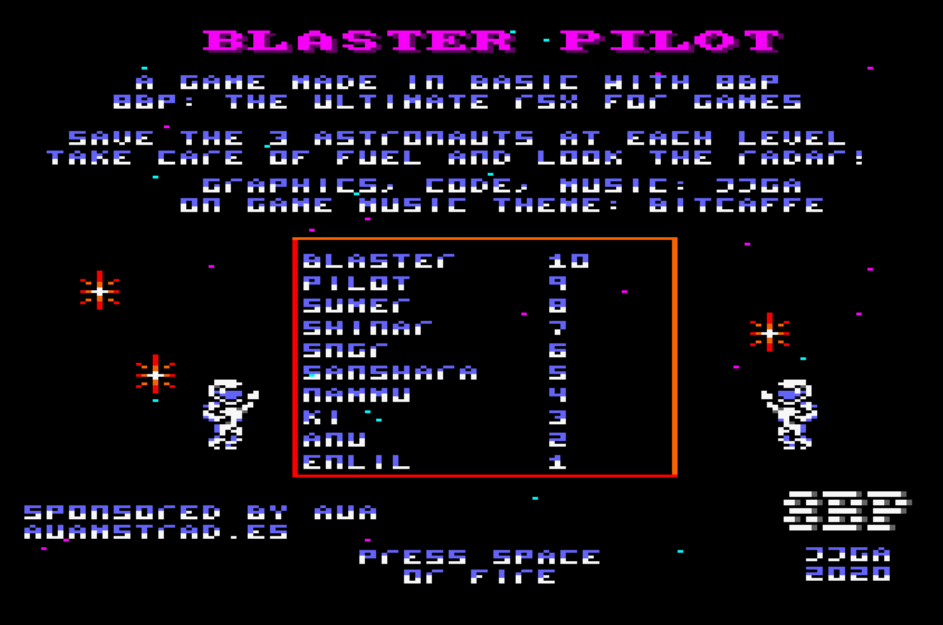 BLASTER PILOT
A GAME MADE IN BASIC WITH 8BP
8BP: THE ULTIMATE RSX FOR GAMES
SAVE THE 3 ASTRONAUTS AT EACH LEVEL
TAKE CARE OF FUEL AND LOOK THE RADAR!
GRAPHICS, CODE, MUSIC: JJGA
ON GAME MUSIC THEME: BITCAFFE
BLASTER 10
PILOT 9
SUMER 8
SHINAR 7
SNGR 6
SAMSHARA 5
NAMMU 4
KI 3
ANU 2
ENLIL 1
SPONSORED BY AUA
AUAMSTRAD.ES
8BP
PRESS SPACE
OR FIRE
JJGA
2020